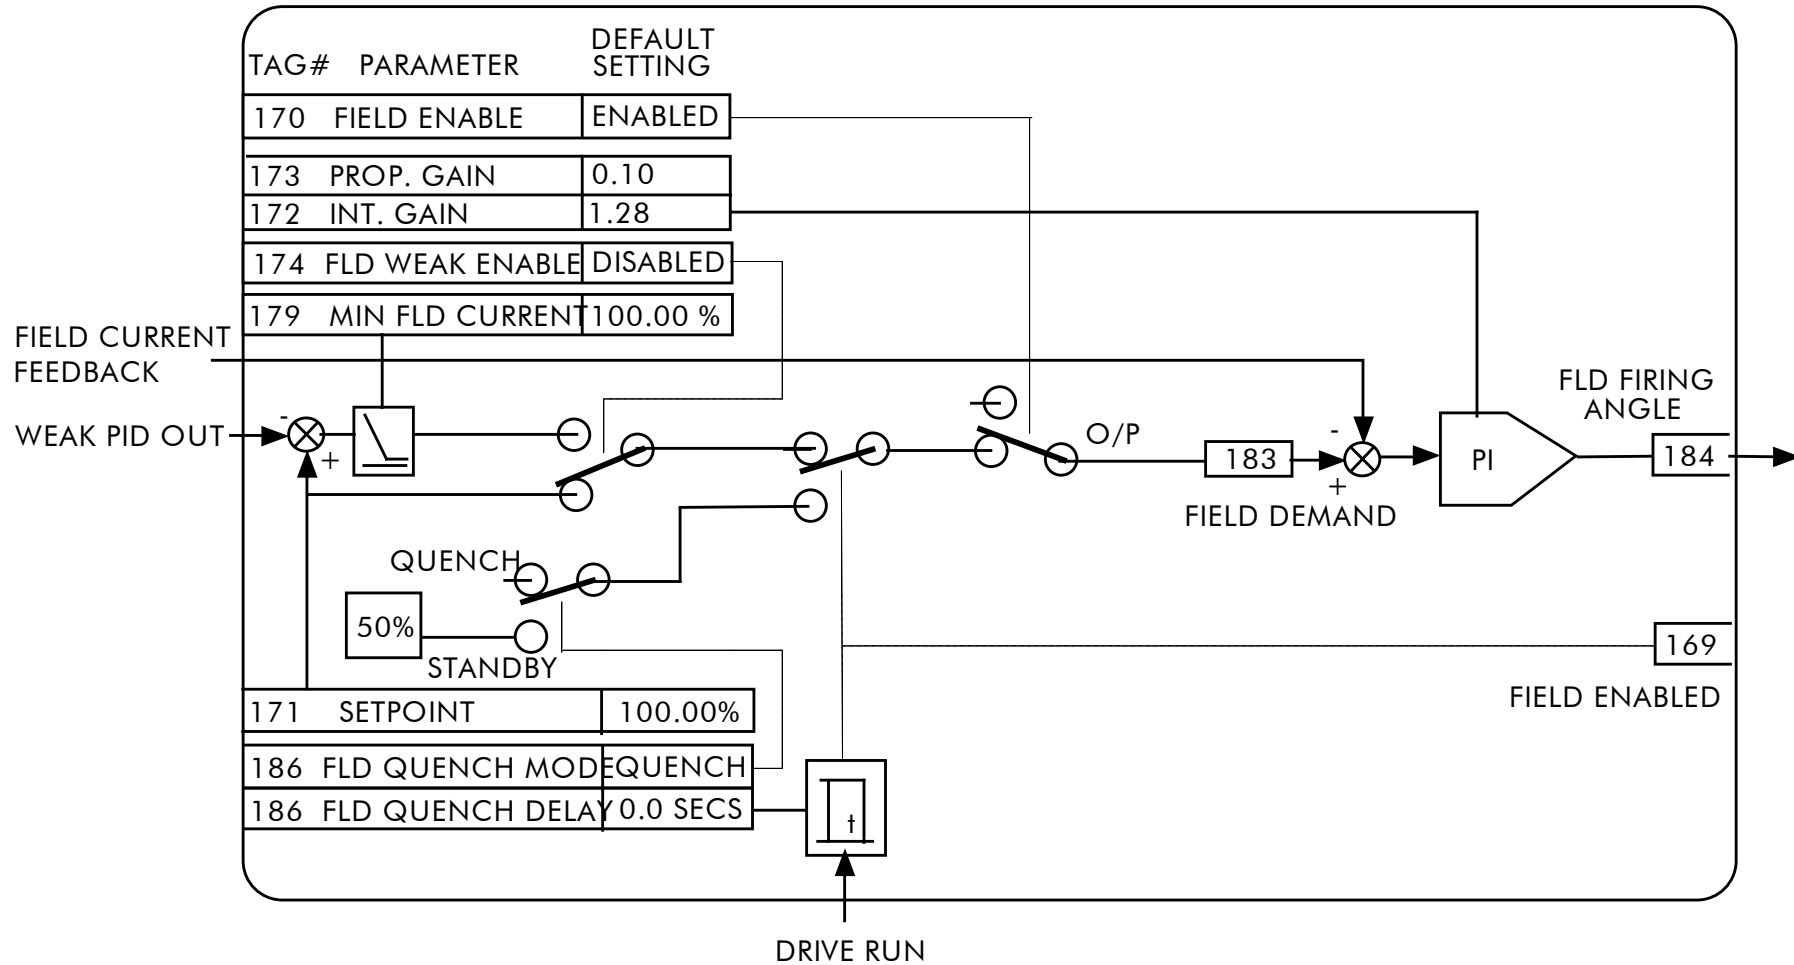 DEFAULT
TAG# PARAMETER SETTING
170 FIELD ENABLE ENABLED
173 PROP. GAIN 0.10
172 INT. GAIN 1.28
174 FLD WEAK ENABLE DISABLED
179 MIN FLD CURRENT 100.00 %
FIELD CURRENT
FEEDBACK
FLD FIRING
ANGLE
WEAK PID OUT
-
+
O/P
183
-
+
PI
184
FIELD DEMAND
QUENCH
50%
STANDBY
169
FIELD ENABLED
171 SETPOINT 100.00%
186 FLD QUENCH MODE QUENCH
186 FLD QUENCH DELAY 0.0 SECS
t
DRIVE RUN